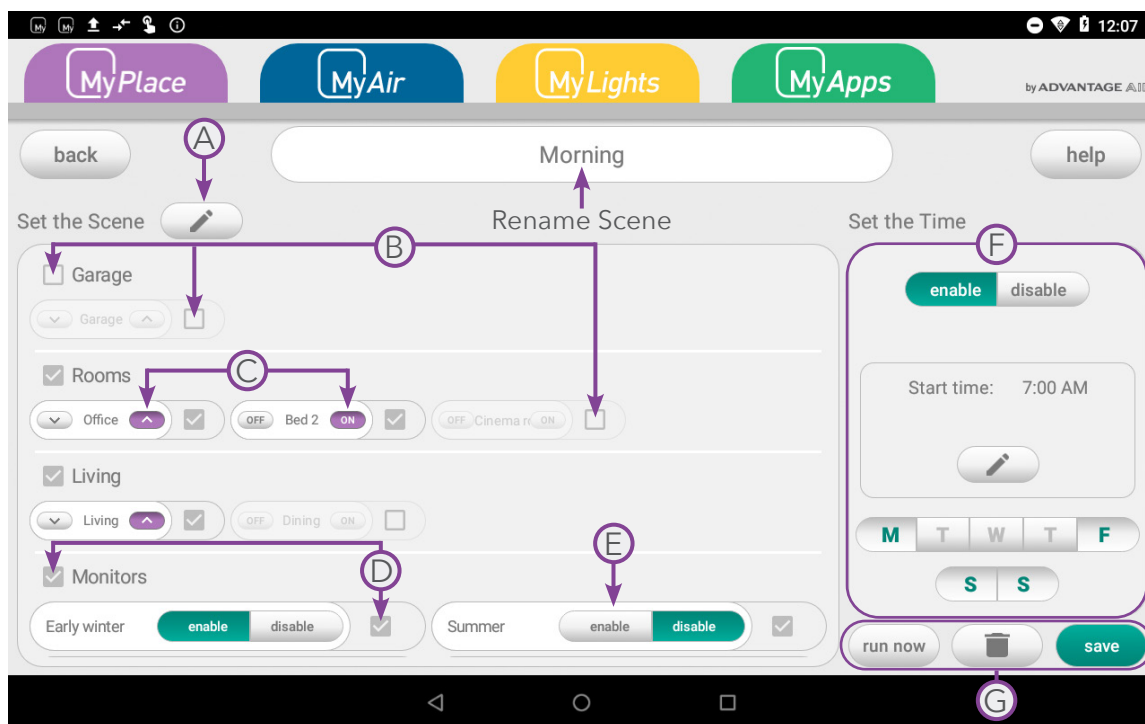 12:07
MyPlace MyAir MyLights MyApps by ADVANTAGE AIR
A
back Morning help
Set the Scene Rename Scene Set the Time
B F
Garage enable disable
Garage
Rooms C Start time: 7:00 AM
Office OFF Bed 2 ON OFF Cinema ON
Living
Living OFF Dining ON M T W T F
E
Monitors D S S
Early winter enable disable Summer enable disable
run now save
G